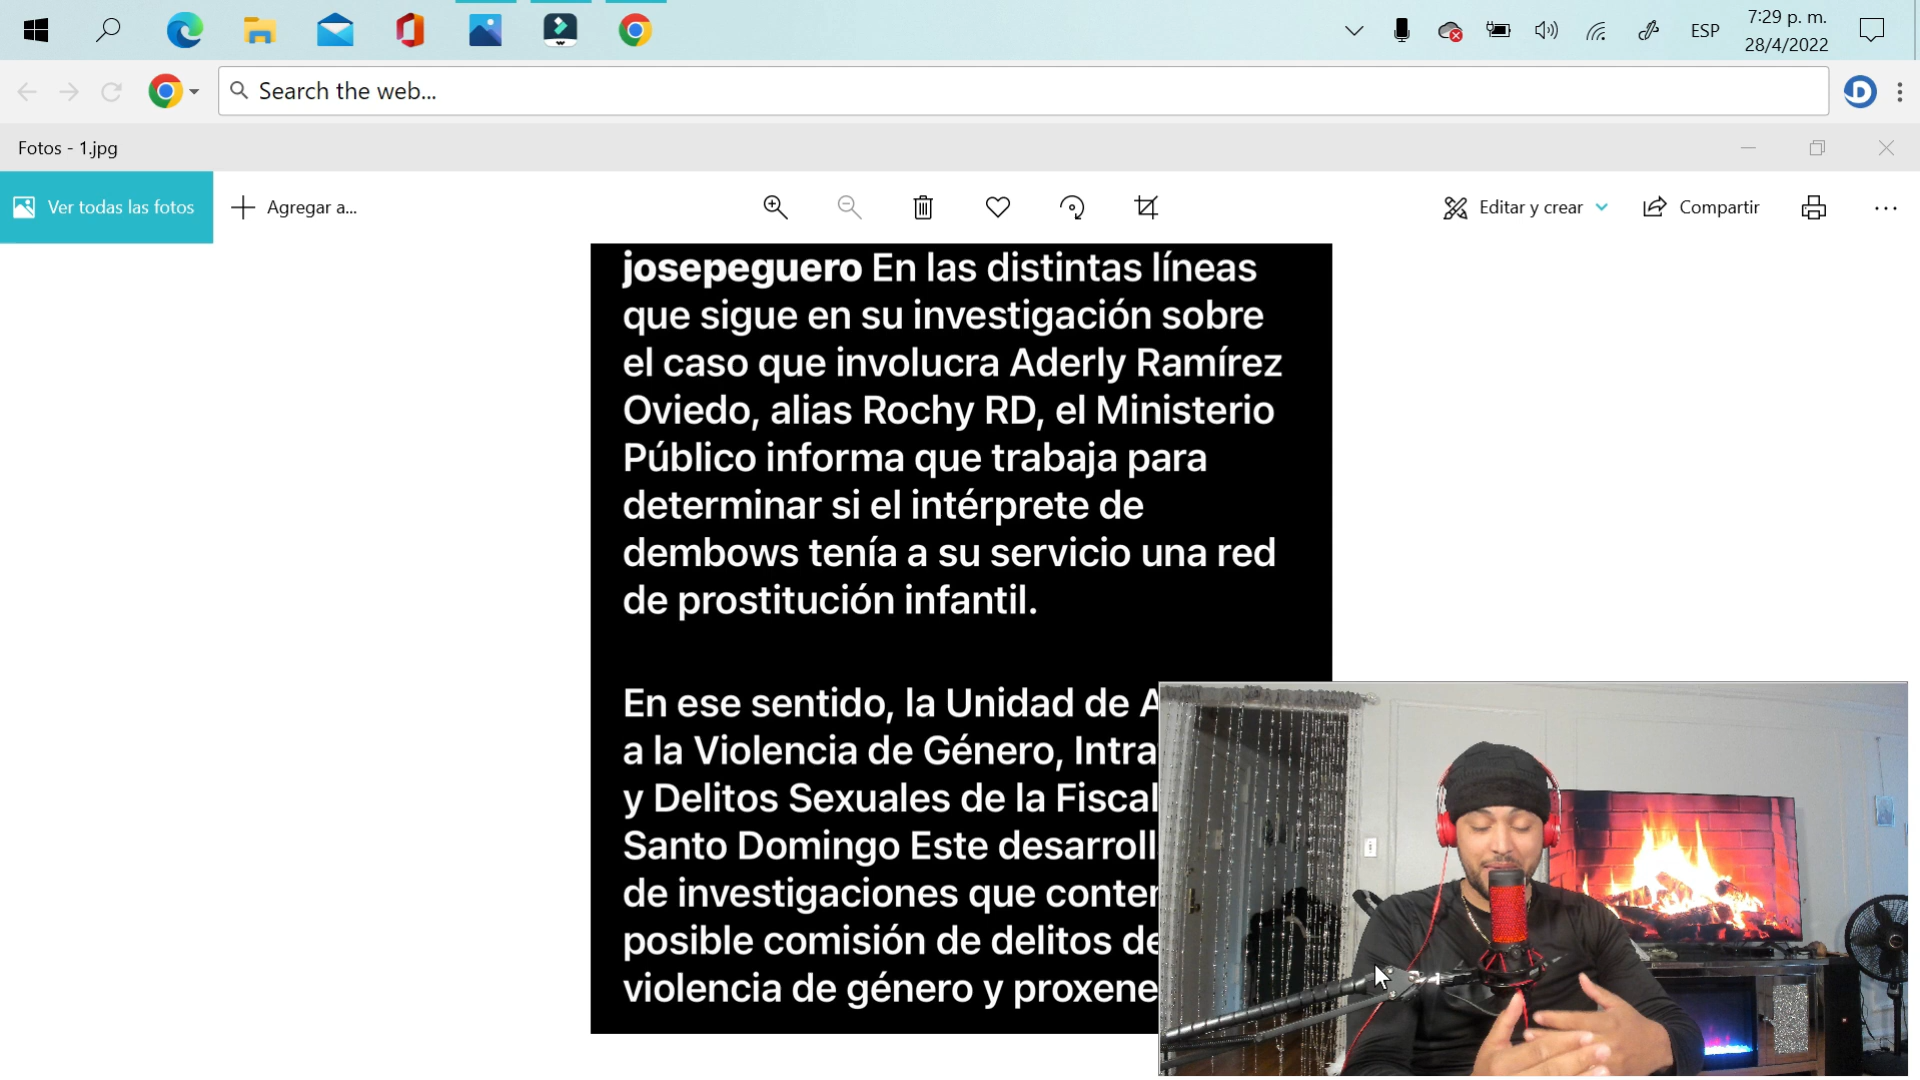 ESP
7:29 p. m.
28/4/2022
Search the web...
Fotos - 1.jpg
Ver todas las fotos
Agregar a...
Editar y crear
Compartir
josepeguero En las distintas líneas
que sigue en su investigación sobre
el caso que involucra Aderly Ramírez
Oviedo, alias Rochy RD, el Ministerio
Público informa que trabaja para
determinar si el intérprete de
dembows tenía a su servicio una red
de prostitución infantil.
En ese sentido, la Unidad de A
a la Violencia de Género, Intra
y Delitos Sexuales de la Fiscal
Santo Domingo Este desarroll
de investigaciones que conter
posible comisión de delitos de
violencia de género y proxene